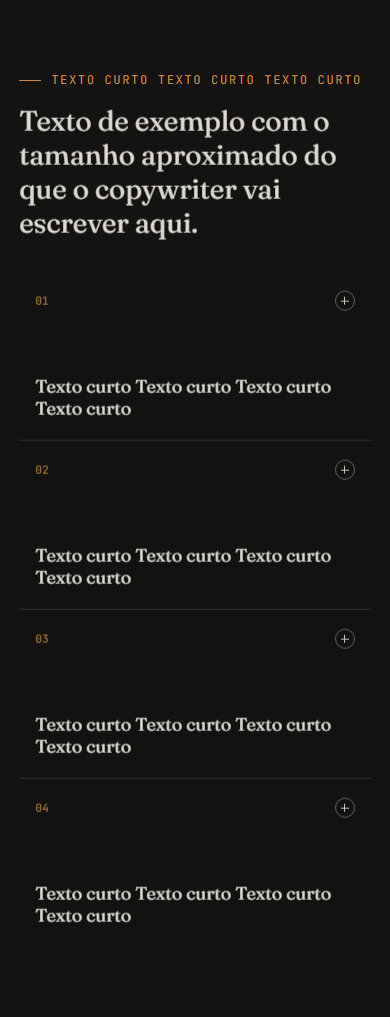 TEXTO CURTO TEXTO CURTO TEXTO CURTO
Texto de exemplo com o
tamanho aproximado do
que o copywriter vai
escrever aqui.
01
Texto curto Texto curto Texto curto
Texto curto
02
Texto curto Texto curto Texto curto
Texto curto
03
Texto curto Texto curto Texto curto
Texto curto
04
Texto curto Texto curto Texto curto
Texto curto